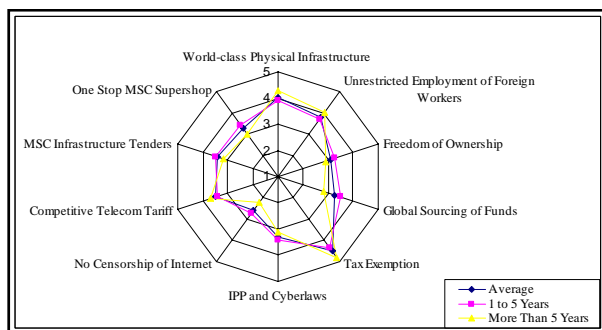 World-class Physical Infrastructure
5
One Stop MSC Supershop
Unrestricted Employment of Foreign
Workers
4
3
MSC Infrastructure Tenders
Freedom of Ownership
2
1
Competitive Telecom Tariff
Global Sourcing of Funds
No Censorship of Internet
Tax Exemption
IPP and Cyberlaws
Average
1 to 5 Years
More Than 5 Years